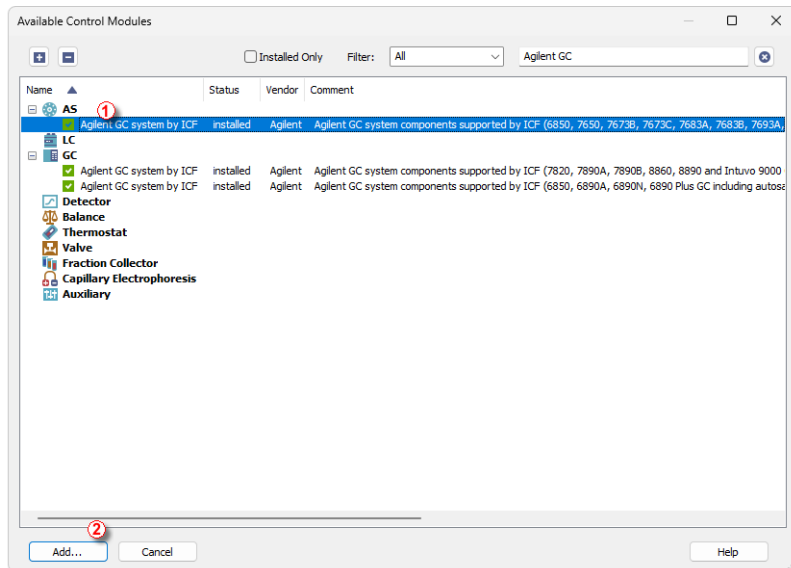 Available Control Modules
Installed Only Filter: All Agilent GC
Name Status Vendor Comment
AS 1
Agilent GC system by ICF installed Agilent Agilent GC system components supported by ICF (6850, 7650, 7673B, 7673C, 7683A, 7683B, 7693A,
LC
GC
Agilent GC system by ICF installed Agilent Agilent GC system components supported by ICF (7820, 7890A, 7890B, 8860, 8890 and Intuvo 9000
Agilent GC system by ICF installed Agilent Agilent GC system components supported by ICF (6850, 6890A, 6890N, 6890 Plus GC including autosa
Detector
Balance
Thermostat
Valve
Fraction Collector
Capillary Electrophoresis
Auxiliary
2
Add... Cancel Help